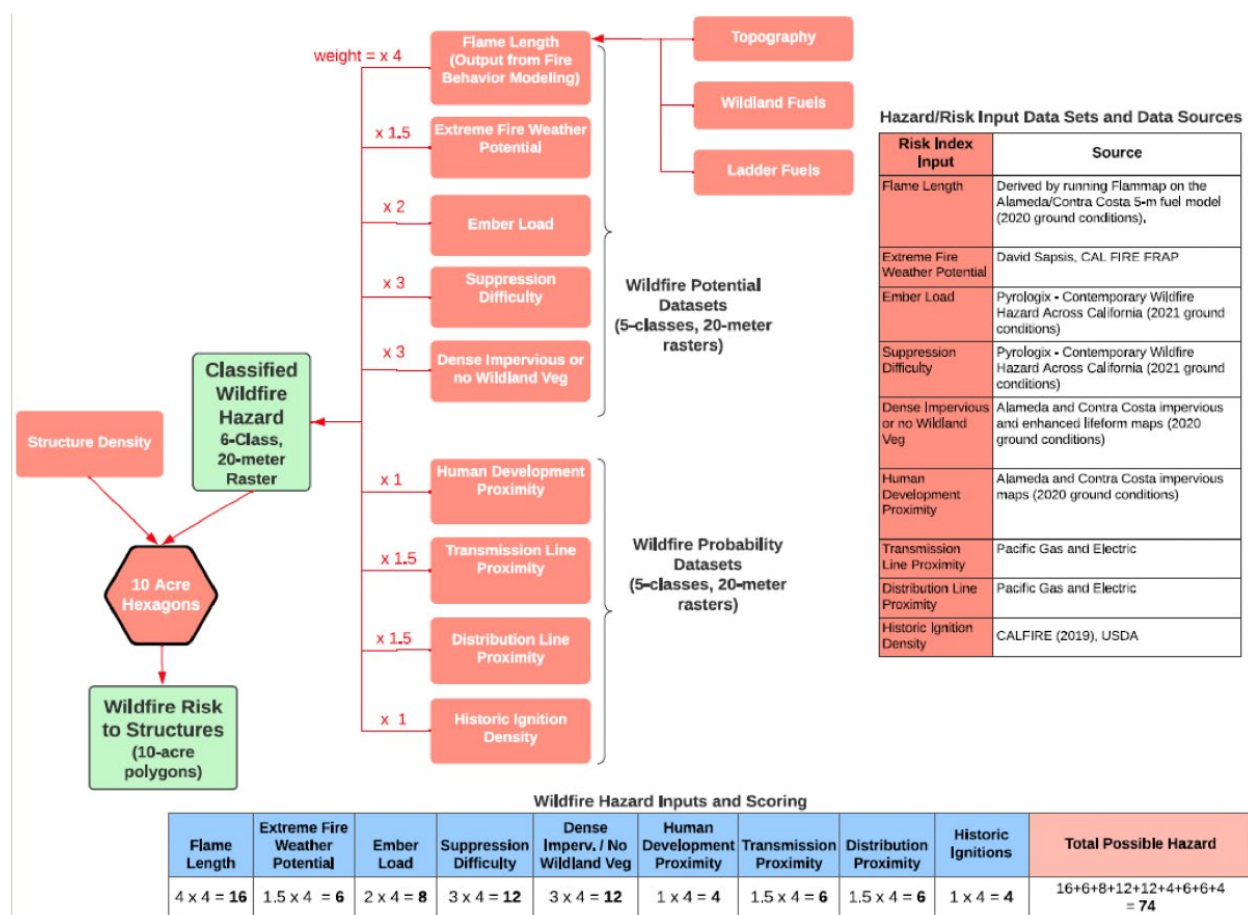 weight = x 4
Flame Length
(Output from Fire
Behavior Modeling)
Topography
Wildland Fuels
Ladder Fuels
x 1.5
Extreme Fire Weather
Potential
x 2
Ember Load
x 3
Suppression
Difficulty
x 3
Dense Impervious or
no Wildland Veg
Wildfire Potential
Datasets
(5-classes, 20-meter
rasters)
Classified
Wildfire
Hazard
6-Class,
20-meter
Raster
Structure Density
10 Acre
Hexagons
Wildfire Risk
to Structures
(10-acre
polygons)
x 1
Human Development
Proximity
x 1.5
Transmission Line
Proximity
x 1.5
Distribution Line
Proximity
x 1
Historic Ignition
Density
Wildfire Probability
Datasets
(5-classes, 20-meter
rasters)
Hazard/Risk Input Data Sets and Data Sources
Risk Index
Input
Source
Flame Length
Derived by running Flammap on the
Alameda/Contra Costa 5-m fuel model
(2020 ground conditions),
Extreme Fire
Weather Potential
David Sapsis, CAL FIRE FRAP
Ember Load
Pyrologix - Contemporary Wildfire
Hazard Across California (2021 ground
conditions)
Suppression
Difficulty
Pyrologix - Contemporary Wildfire
Hazard Across California (2021 ground
conditions)
Dense Impervious
or no Wildland
Veg
Alameda and Contra Costa impervious
and enhanced lifeform maps (2020
ground conditions)
Human
Development
Proximity
Alameda and Contra Costa impervious
maps (2020 ground conditions)
Transmission
Line Proximity
Pacific Gas and Electric
Distribution Line
Proximity
Pacific Gas and Electric
Historic Ignition
Density
CALFIRE (2019), USDA
Wildfire Hazard Inputs and Scoring
Flame
Length
Extreme Fire
Weather
Potential
Ember
Load
Suppression
Difficulty
Dense
Imperv. / No
Wildland Veg
Human
Development
Proximity
Transmission
Proximity
Distribution
Proximity
Historic
Ignitions
Total Possible Hazard
4 x 4 = 16
1.5 x 4 = 6
2 x 4 = 8
3 x 4 = 12
3 x 4 = 12
1 x 4 = 4
1.5 x 4 = 6
1.5 x 4 = 6
1 x 4 = 4
16+6+8+12+12+4+6+6+4
= 74